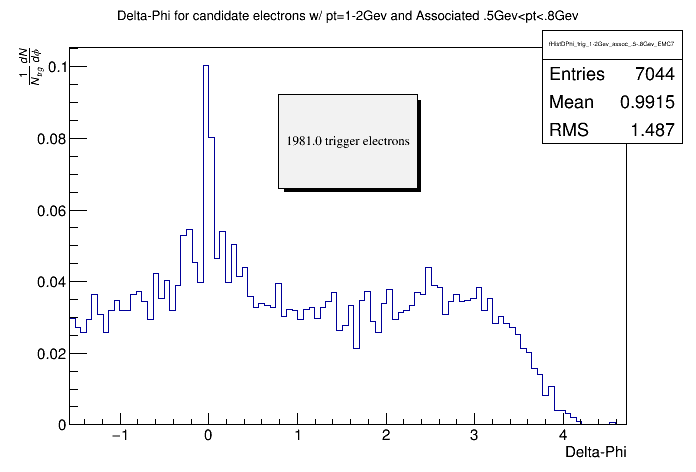 Delta-Phi for candidate electrons w/ pt=1-2Gev and Associated .5Gev<pt<.8Gev
fHistDPhi_trig_1-2Gev_assoc_.5-.8Gev_EMC7
Entries 7044
Mean 0.9915
RMS 1.487
1981.0 trigger electrons
1 dN
N_trg dϕ
0.1
0.08
0.06
0.04
0.02
0
−1 0 1 2 3 4
Delta-Phi